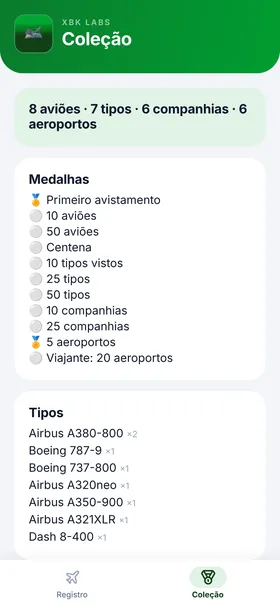 XBK LABS
Coleção
8 aviões · 7 tipos · 6 companhias · 6
aeroportos
Medalhas
🏅 Primeiro avistamento
⚪ 10 aviões
⚪ 50 aviões
⚪ Centena
⚪ 10 tipos vistos
⚪ 25 tipos
⚪ 50 tipos
⚪ 10 companhias
⚪ 25 companhias
🏅 5 aeroportos
⚪ Viajante: 20 aeroportos
Tipos
Airbus A380-800 ×2
Boeing 787-9 ×1
Boeing 737-800 ×1
Airbus A320neo ×1
Airbus A350-900 ×1
Airbus A321XLR ×1
Dash 8-400 ×1
Registro
Coleção